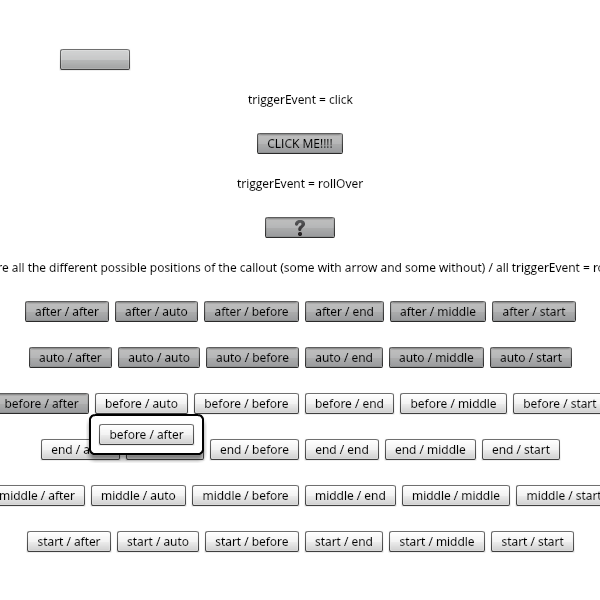 triggerEvent = click
CLICK ME!!!!
triggerEvent = rollOver
?
all the different possible positions of the callout (some with arrow and some without) / all triggerEvent =
after / after after / auto after / before after / end after / middle after / start
auto / after auto / auto auto / before auto / end auto / middle auto / start
before / after before / auto before / before before / end before / middle before / start
before / after
end / end / before end / end end / middle end / start
middle / after middle / auto middle / before middle / end middle / middle middle / start
start / after start / auto start / before start / end start / middle start / start